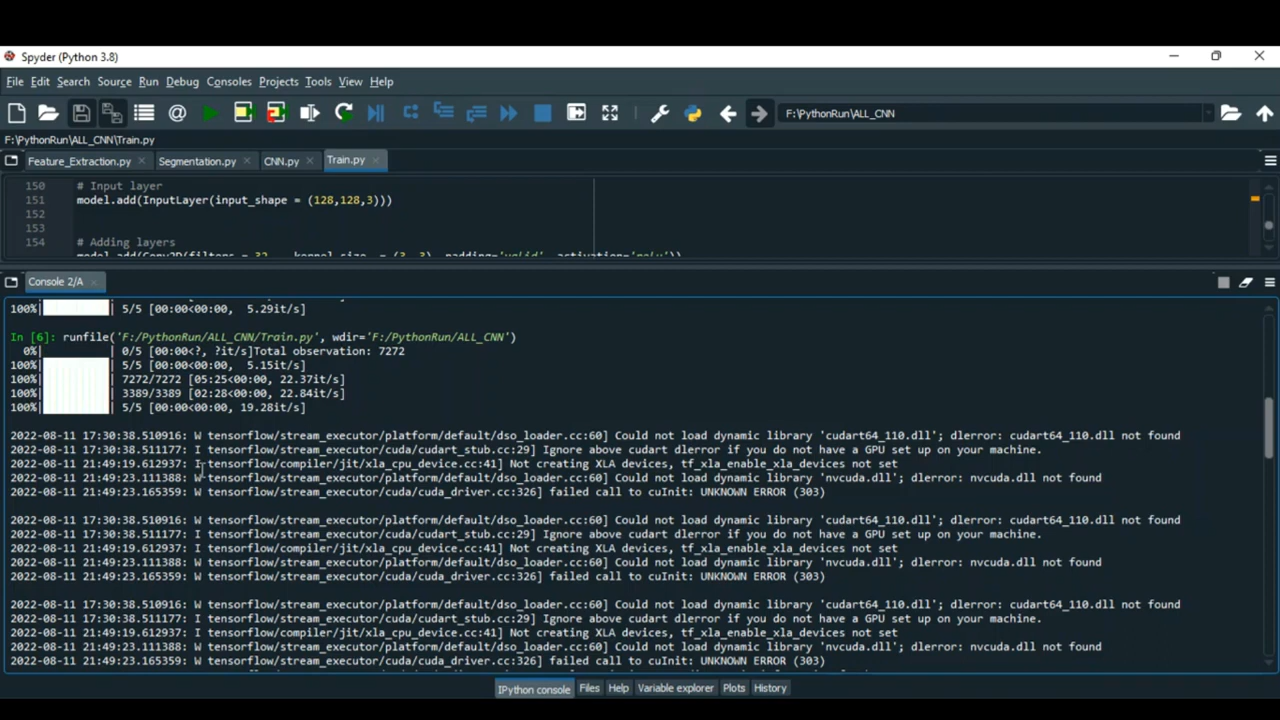 Spyder (Python 3.8)
File Edit Search Source Run Debug Consoles Projects Tools View Help
F:\PythonRun\ALL_CNN
F:\PythonRun\ALL_CNN\Train.py
Feature_Extraction.py Segmentation.py CNN.py Train.py
150 # Input layer
151 model.add(InputLayer(input_shape = (128,128,3)))
152
153
154 # Adding layers
Console 2/A
100%| | 5/5 [00:00<00:00, 5.29it/s]
In [6]: runfile('F:/PythonRun/ALL_CNN/Train.py', wdir='F:/PythonRun/ALL_CNN')
0%| | 0/5 [00:00<?, ?it/s]Total observation: 7272
100%| | 5/5 [00:00<00:00, 5.15it/s]
100%| | 7272/7272 [05:25<00:00, 22.37it/s]
100%| | 3389/3389 [02:28<00:00, 22.84it/s]
100%| | 5/5 [00:00<00:00, 19.28it/s]
2022-08-11 17:30:38.510916: W tensorflow/stream_executor/platform/default/dso_loader.cc:60] Could not load dynamic library 'cudart64_110.dll'; dlerror: cudart64_110.dll not found
2022-08-11 17:30:38.511177: I tensorflow/stream_executor/cuda/cudart_stub.cc:29] Ignore above cudart dlerror if you do not have a GPU set up on your machine.
2022-08-11 21:49:19.612937: I tensorflow/compiler/jit/xla_cpu_device.cc:41] Not creating XLA devices, tf_xla_enable_xla_devices not set
2022-08-11 21:49:23.111388: W tensorflow/stream_executor/platform/default/dso_loader.cc:60] Could not load dynamic library 'nvcuda.dll'; dlerror: nvcuda.dll not found
2022-08-11 21:49:23.165359: W tensorflow/stream_executor/cuda/cuda_driver.cc:326] failed call to cuInit: UNKNOWN ERROR (303)
2022-08-11 17:30:38.510916: W tensorflow/stream_executor/platform/default/dso_loader.cc:60] Could not load dynamic library 'cudart64_110.dll'; dlerror: cudart64_110.dll not found
2022-08-11 17:30:38.511177: I tensorflow/stream_executor/cuda/cudart_stub.cc:29] Ignore above cudart dlerror if you do not have a GPU set up on your machine.
2022-08-11 21:49:19.612937: I tensorflow/compiler/jit/xla_cpu_device.cc:41] Not creating XLA devices, tf_xla_enable_xla_devices not set
2022-08-11 21:49:23.111388: W tensorflow/stream_executor/platform/default/dso_loader.cc:60] Could not load dynamic library 'nvcuda.dll'; dlerror: nvcuda.dll not found
2022-08-11 21:49:23.165359: W tensorflow/stream_executor/cuda/cuda_driver.cc:326] failed call to cuInit: UNKNOWN ERROR (303)
2022-08-11 17:30:38.510916: W tensorflow/stream_executor/platform/default/dso_loader.cc:60] Could not load dynamic library 'cudart64_110.dll'; dlerror: cudart64_110.dll not found
2022-08-11 17:30:38.511177: I tensorflow/stream_executor/cuda/cudart_stub.cc:29] Ignore above cudart dlerror if you do not have a GPU set up on your machine.
2022-08-11 21:49:19.612937: I tensorflow/compiler/jit/xla_cpu_device.cc:41] Not creating XLA devices, tf_xla_enable_xla_devices not set
2022-08-11 21:49:23.111388: W tensorflow/stream_executor/platform/default/dso_loader.cc:60] Could not load dynamic library 'nvcuda.dll'; dlerror: nvcuda.dll not found
2022-08-11 21:49:23.165359: W tensorflow/stream_executor/cuda/cuda_driver.cc:326] failed call to cuInit: UNKNOWN ERROR (303)
IPython console Files Help Variable explorer Plots History